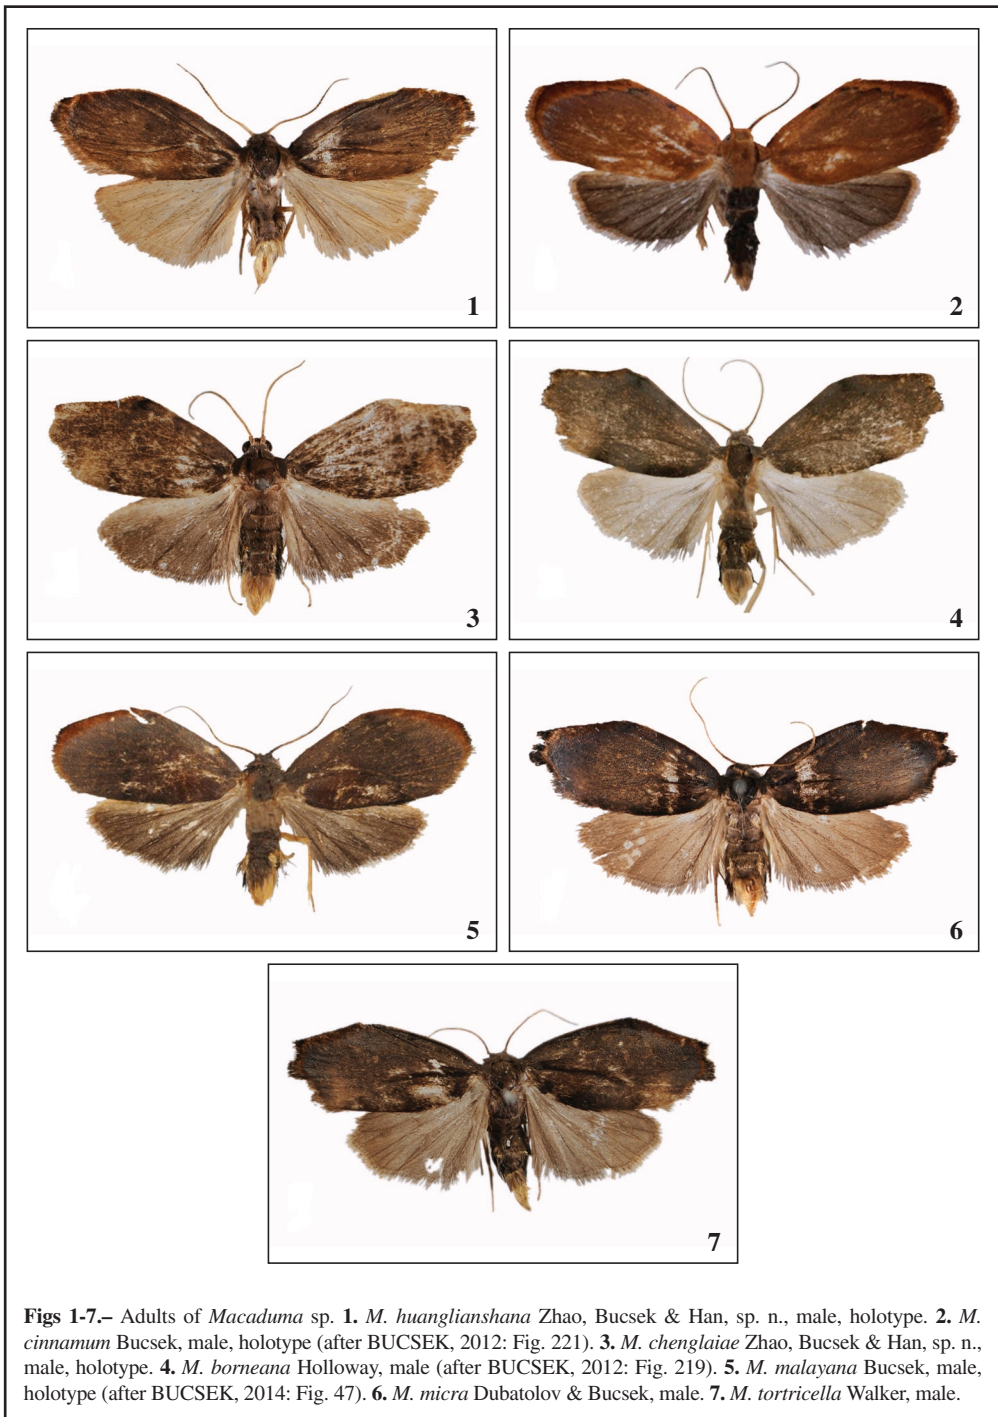 1
2
3
4
5
6
7
Figs 1-7.– Adults of Macaduma sp. 1. M. huanglianshana Zhao, Bucsek & Han, sp. n., male, holotype. 2. M.
cinnamum Bucsek, male, holotype (after BUCSEK, 2012: Fig. 221). 3. M. chenglaiae Zhao, Bucsek & Han, sp. n.,
male, holotype. 4. M. borneana Holloway, male (after BUCSEK, 2012: Fig. 219). 5. M. malayana Bucsek, male,
holotype (after BUCSEK, 2014: Fig. 47). 6. M. micra Dubatolov & Bucsek, male. 7. M. tortricella Walker, male.